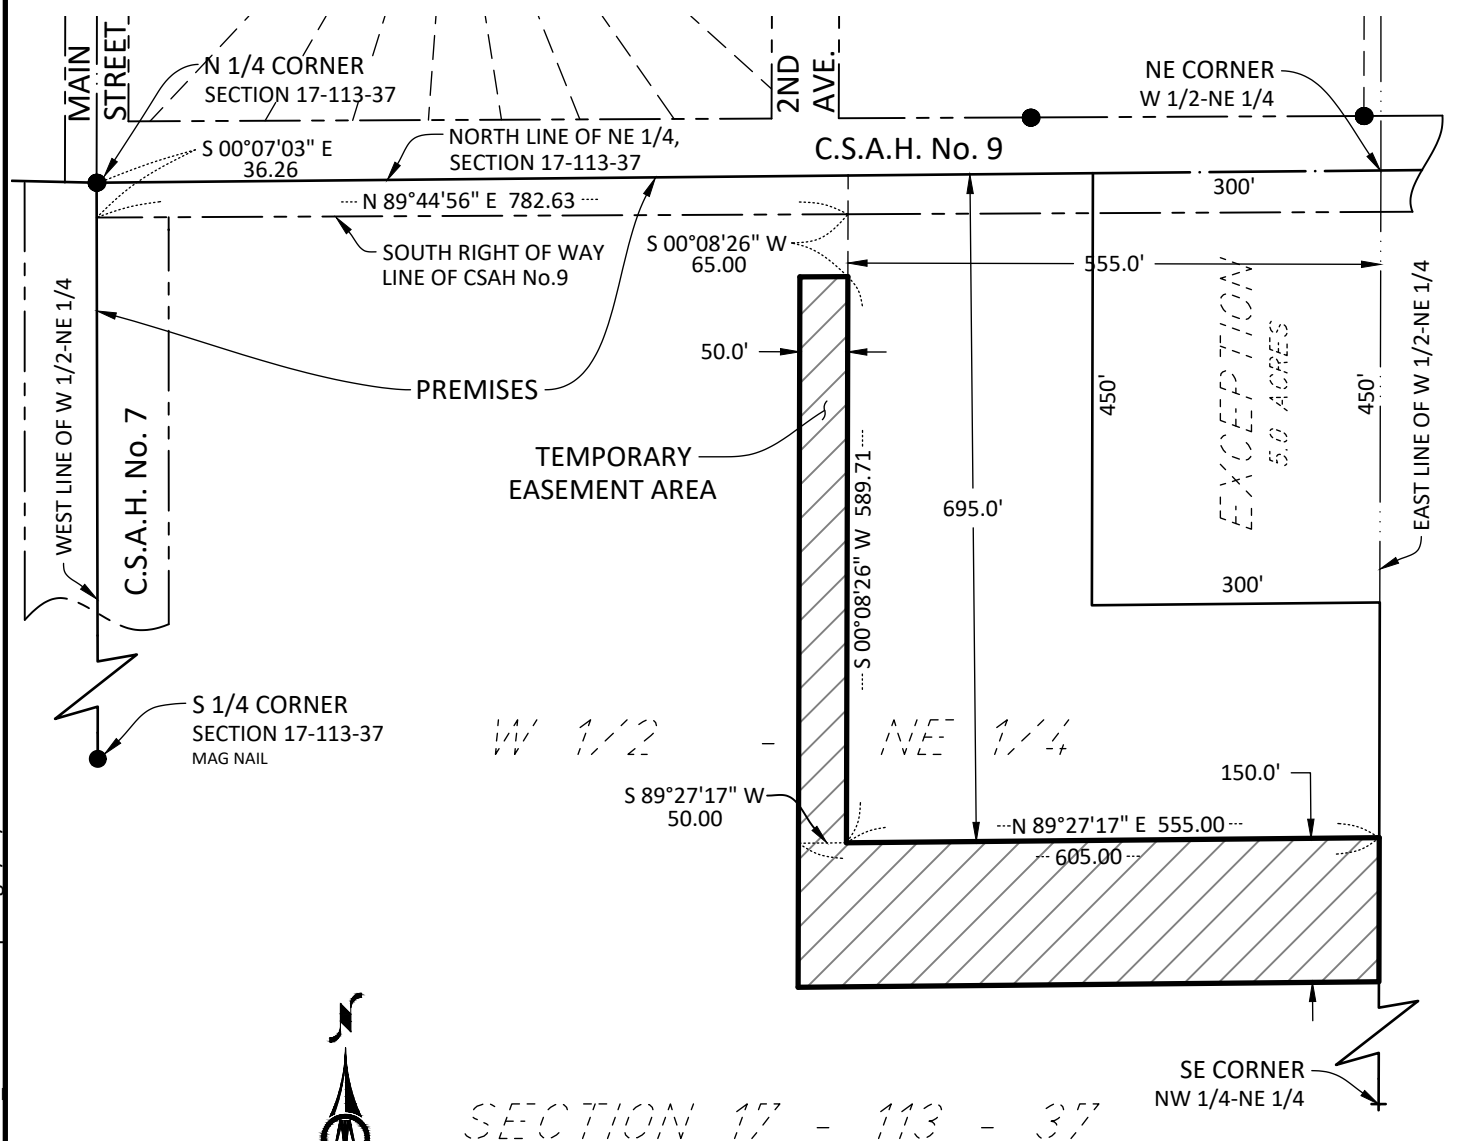 MAIN
STREET
2ND
AVE.
N 1/4 CORNER
SECTION 17-113-37
NE CORNER
W 1/2-NE 1/4
S 00°07'03" E
36.26
NORTH LINE OF NE 1/4,
SECTION 17-113-37
C.S.A.H. No. 9
300'
N 89°44'56" E 782.63
SOUTH RIGHT OF WAY
LINE OF CSAH No.9
S 00°08'26" W
65.00
555.0'
WEST LINE OF W 1/2-NE 1/4
C.S.A.H. No. 7
50.0'
PREMISES
TEMPORARY
EASEMENT AREA
S 00°08'26" W 589.71
695.0'
450'
EXCEPTION
5.0 ACRES
450'
EAST LINE OF W 1/2-NE 1/4
300'
S 1/4 CORNER
SECTION 17-113-37
MAG NAIL
W 1/2 - NE 1/4
150.0'
S 89°27'17" W
50.00
N 89°27'17" E 555.00
605.00
N
SE CORNER
NW 1/4-NE 1/4
SECTION 17 - 113 - 37